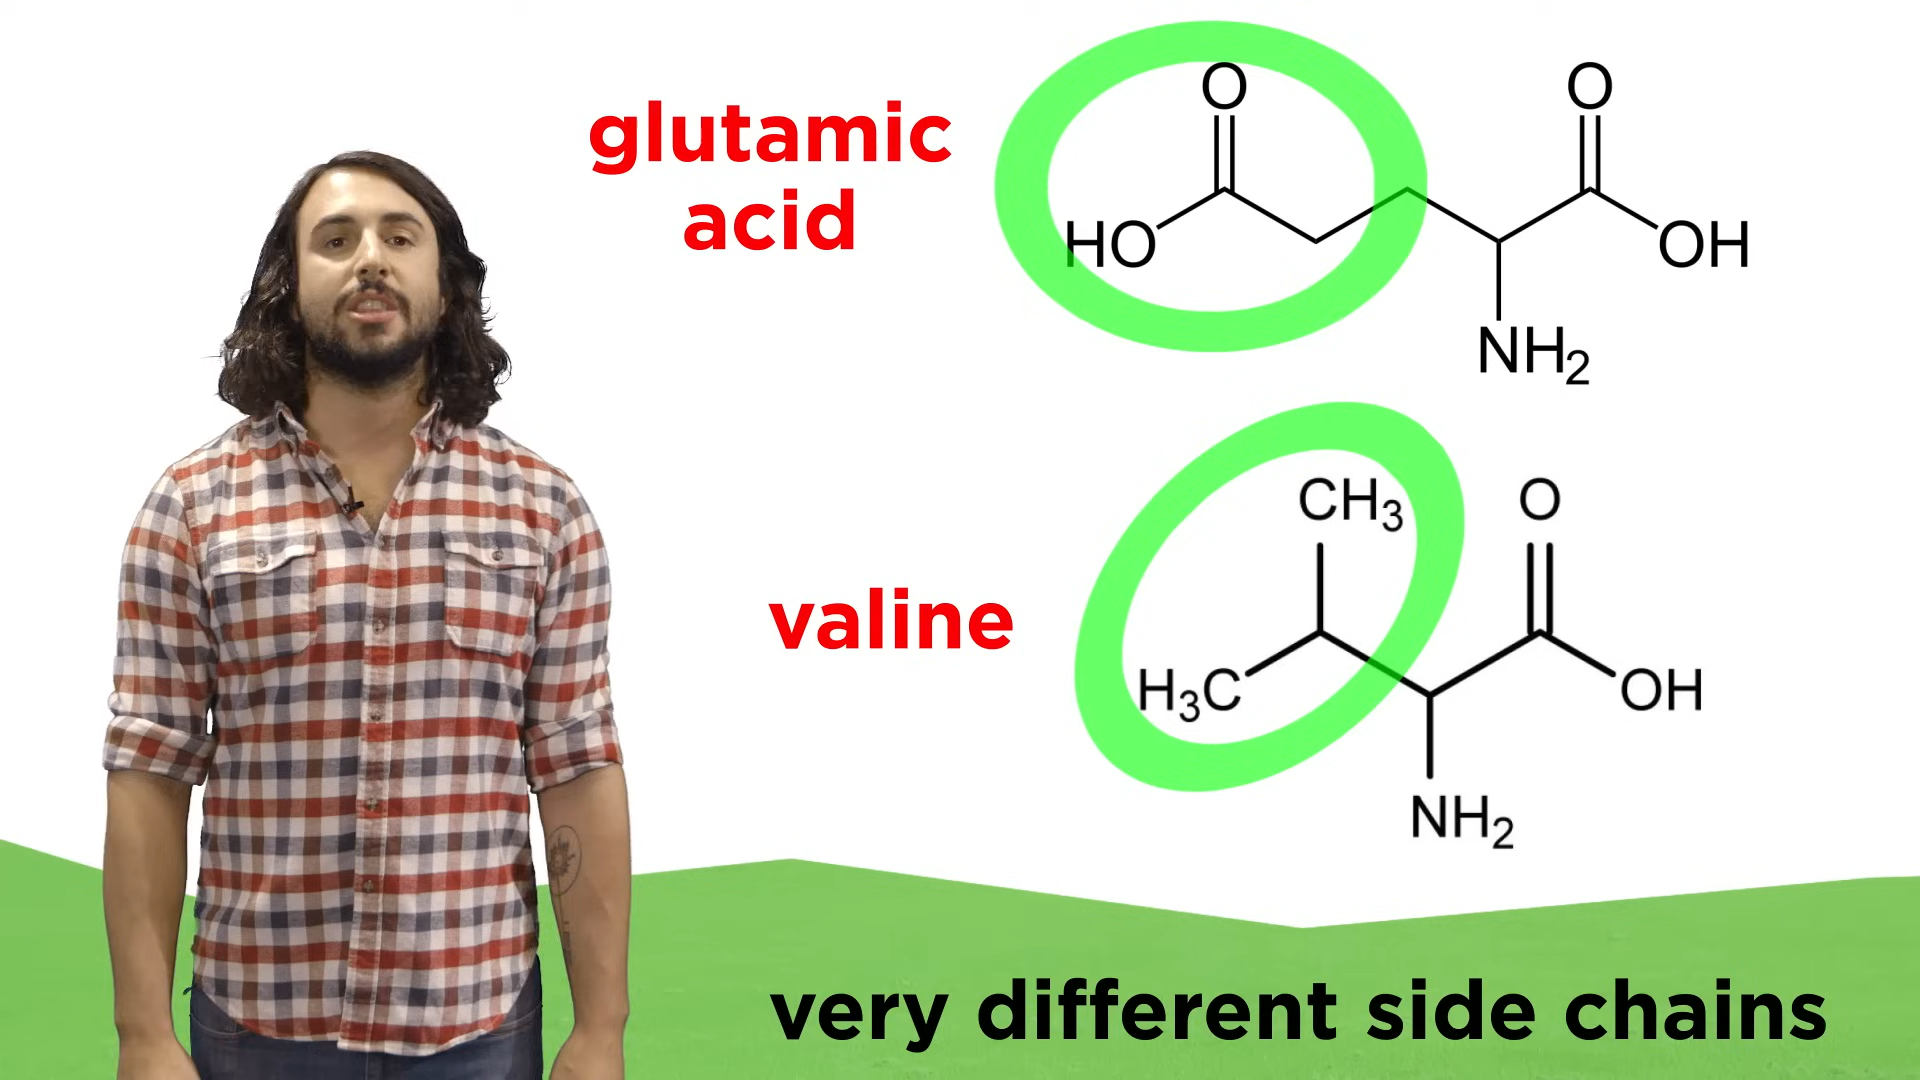 glutamic
acid
O
O
HO
OH
NH₂
CH₃
O
valine
H₃C
OH
NH₂
very different side chains